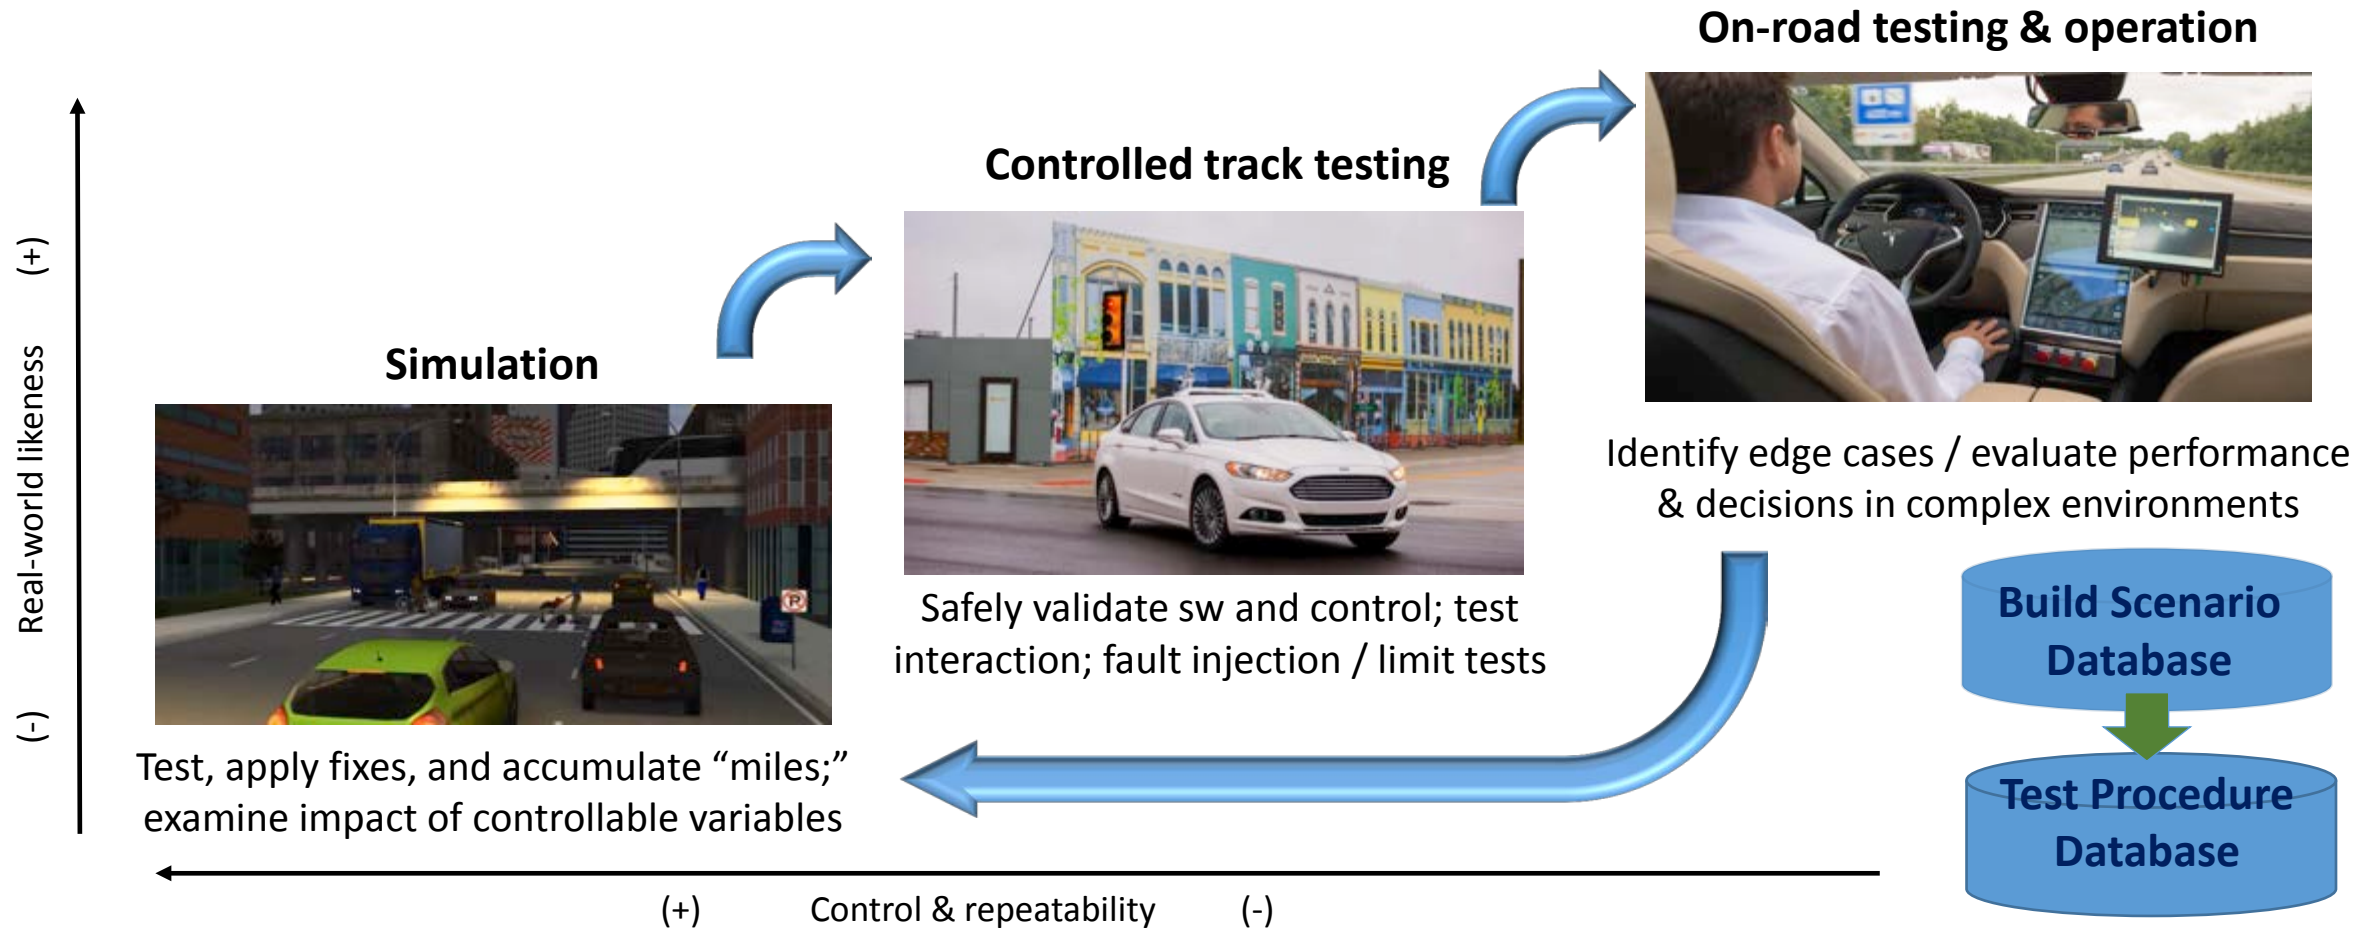 On-road testing & operation
Controlled track testing
Simulation
(+)
Real-world likeness
(-)
Identify edge cases / evaluate performance
& decisions in complex environments
Safely validate sw and control; test
interaction; fault injection / limit tests
Test, apply fixes, and accumulate “miles;”
examine impact of controllable variables
Build Scenario
Database
Test Procedure
Database
(+) Control & repeatability (-)